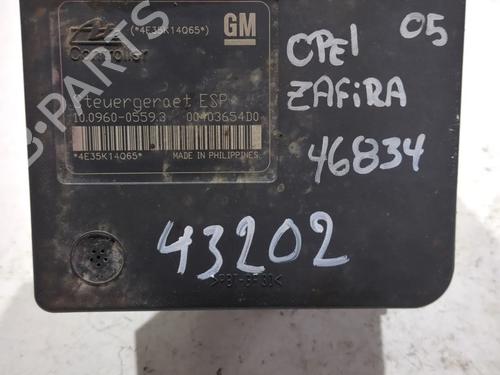 (*4E35K14Q65*)
GM
Controller
Steuergeraet ESP
10.0960-0559.3 00403654D0
*4E35K14Q65* MADE IN PHILIPPINES
OPEl 05
ZAFiRA
46834
43202